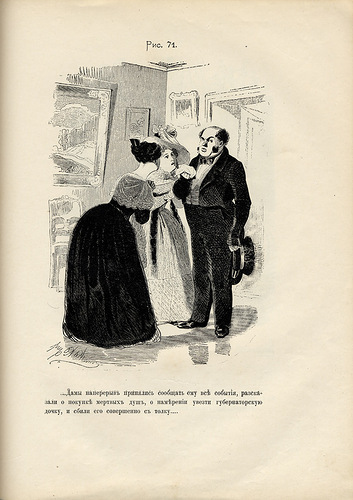 Рис. 71.
...Дамы наперерывъ принялись сообщать ему всѣ событія, разска-
зали о покупкѣ мертвыхъ душъ, о намѣреніи увезти губернаторскую
дочку, и сбили его совершенно съ толку....